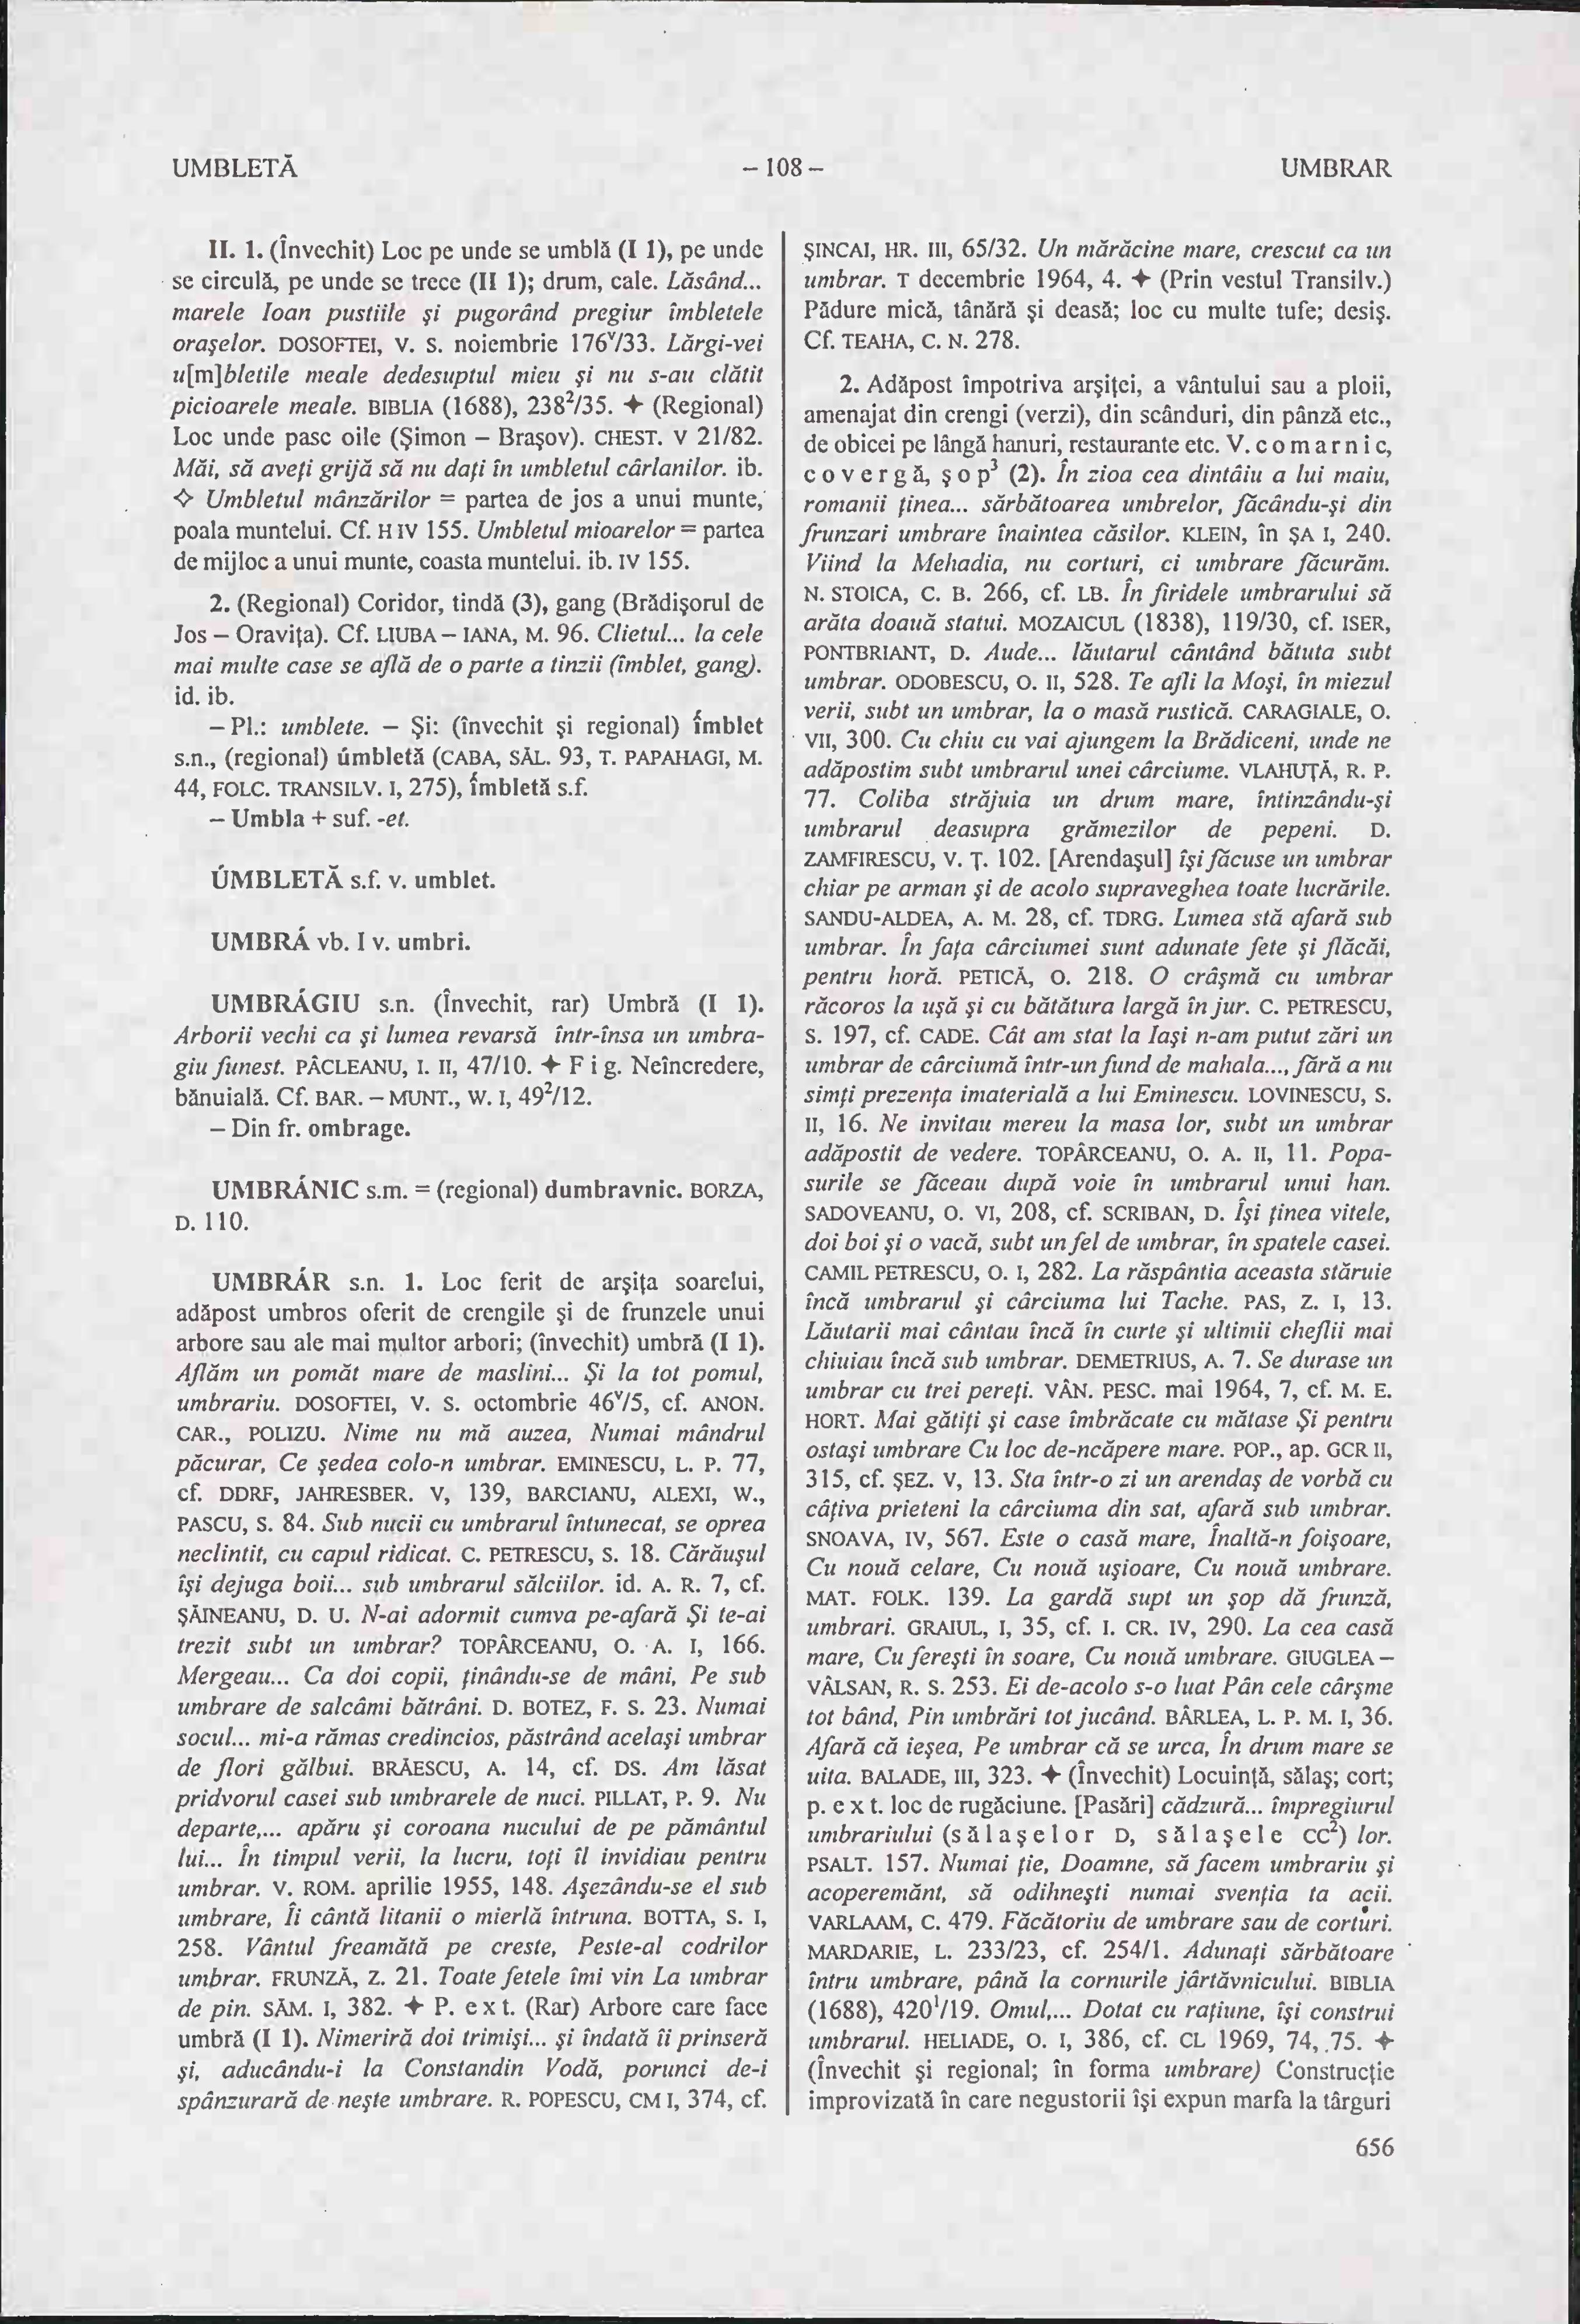 UMBLETĂ
– 108 –
UMBRAR
II. 1. (Învechit) Loc pe unde se umblă (I 1), pe unde
se circulă, pe unde se trece (II 1); drum, cale. Lăsând...
marele Ioan pustiile şi pugorând pregiur îmbletele
oraşelor. DOSOFTEI, V. S. noiembrie 176ᵛ/33. Lărgi-vei
u[m]bletile meale dedesuptul mieu şi nu s-au clătit
picioarele meale. BIBLIA (1688), 238²/35. ✦ (Regional)
Loc unde pasc oile (Şimon – Braşov). CHEST. V 21/82.
Măi, să aveţi grijă să nu daţi în umbletul cârlanilor. ib.
◇ Umbletul mânzărilor = partea de jos a unui munte,
poala muntelui. Cf. H IV 155. Umbletul mioarelor = partea
de mijloc a unui munte, coasta muntelui. ib. IV 155.
2. (Regional) Coridor, tindă (3), gang (Brădişorul de
Jos – Oraviţa). Cf. LIUBA – IANA, M. 96. Clietul... la cele
mai multe case se află de o parte a tinzii (îmblet, gang).
id. ib.
– Pl.: umblete. – Şi: (învechit şi regional) î́mblet
s.n., (regional) úmbletă (CABA, SĂL. 93, T. PAPAHAGI, M.
44, FOLC. TRANSILV. I, 275), î́mbletă s.f.
– Umbla + suf. -et.
ÚMBLETĂ s.f. v. umblet.
UMBRÁ vb. I v. umbri.
UMBRÁGIU s.n. (Învechit, rar) Umbră (I 1).
Arborii vechi ca şi lumea revarsă într-însa un umbra-
giu funest. PÂCLEANU, I. II, 47/10. ✦ F i g. Neîncredere,
bănuială. Cf. BAR. – MUNT., W. I, 49²/12.
– Din fr. ombrage.
UMBRÁNIC s.m. = (regional) dumbravnic. BORZA,
D. 110.
UMBRÁR s.n. 1. Loc ferit de arşiţa soarelui,
adăpost umbros oferit de crengile şi de frunzele unui
arbore sau ale mai multor arbori; (învechit) umbră (I 1).
Aflăm un pomăt mare de maslini... Şi la tot pomul,
umbrariu. DOSOFTEI, V. S. octombrie 46ᵛ/5, cf. ANON.
CAR., POLIZU. Nime nu mă auzea, Numai mândrul
păcurar, Ce şedea colo-n umbrar. EMINESCU, L. P. 77,
cf. DDRF, JAHRESBER. V, 139, BARCIANU, ALEXI, W.,
PASCU, S. 84. Sub nucii cu umbrarul întunecat, se oprea
neclintit, cu capul ridicat. C. PETRESCU, S. 18. Cărăuşul
îşi dejuga boii... sub umbrarul sălciilor. id. A. R. 7, cf.
ŞĂINEANU, D. U. N-ai adormit cumva pe-afară Şi te-ai
trezit subt un umbrar? TOPÂRCEANU, O. A. I, 166.
Mergeau... Ca doi copii, ţinându-se de mâni, Pe sub
umbrare de salcâmi bătrâni. D. BOTEZ, F. S. 23. Numai
socul... mi-a rămas credincios, păstrând acelaşi umbrar
de flori gălbui. BRĂESCU, A. 14, cf. DS. Am lăsat
pridvorul casei sub umbrarele de nuci. PILLAT, P. 9. Nu
departe,... apăru şi coroana nucului de pe pământul
lui... În timpul verii, la lucru, toţi îl invidiau pentru
umbrar. V. ROM. aprilie 1955, 148. Aşezându-se el sub
umbrare, Îi cântă litanii o mierlă întruna. BOTTA, S. I,
258. Vântul freamătă pe creste, Peste-al codrilor
umbrar. FRUNZĂ, Z. 21. Toate fetele îmi vin La umbrar
de pin. SĂM. I, 382. ✦ P. e x t. (Rar) Arbore care face
umbră (I 1). Nimeriră doi trimişi... şi îndată îi prinseră
şi, aducându-i la Constandin Vodă, porunci de-i
spânzurară de neşte umbrare. R. POPESCU, CM I, 374, cf.
ŞINCAI, HR. III, 65/32. Un mărăcine mare, crescut ca un
umbrar. T decembrie 1964, 4. ✦ (Prin vestul Transilv.)
Pădure mică, tânără şi deasă; loc cu multe tufe; desiş.
Cf. TEAHA, C. N. 278.
2. Adăpost împotriva arşiţei, a vântului sau a ploii,
amenajat din crengi (verzi), din scânduri, din pânză etc.,
de obicei pe lângă hanuri, restaurante etc. V. c o m a r n i c,
c o v e r g ă, ş o p³ (2). În zioa cea dintâiu a lui maiu,
romanii ţinea... sărbătoarea umbrelor, făcându-şi din
frunzari umbrare înaintea căsilor. KLEIN, în ŞA I, 240.
Viind la Mehadia, nu corturi, ci umbrare făcurăm.
N. STOICA, C. B. 266, cf. LB. În firidele umbrarului să
arăta doauă statui. MOZAICUL (1838), 119/30, cf. ISER,
PONTBRIANT, D. Aude... lăutarul cântând bătuta subt
umbrar. ODOBESCU, O. II, 528. Te afli la Moşi, în miezul
verii, subt un umbrar, la o masă rustică. CARAGIALE, O.
VII, 300. Cu chiu cu vai ajungem la Brădiceni, unde ne
adăpostim subt umbrarul unei cârciume. VLAHUŢĂ, R. P.
77. Coliba străjuia un drum mare, întinzându-şi
umbrarul deasupra grămezilor de pepeni. D.
ZAMFIRESCU, V. Ţ. 102. [Arendaşul] îşi făcuse un umbrar
chiar pe arman şi de acolo supraveghea toate lucrările.
SANDU-ALDEA, A. M. 28, cf. TDRG. Lumea stă afară sub
umbrar. În faţa cârciumei sunt adunate fete şi flăcăi,
pentru horă. PETICĂ, O. 218. O crâşmă cu umbrar
răcoros la uşă şi cu bătătura largă în jur. C. PETRESCU,
S. 197, cf. CADE. Cât am stat la Iaşi n-am putut zări un
umbrar de cârciumă într-un fund de mahala..., fără a nu
simţi prezenţa imaterială a lui Eminescu. LOVINESCU, S.
II, 16. Ne invitau mereu la masa lor, subt un umbrar
adăpostit de vedere. TOPÂRCEANU, O. A. II, 11. Popa-
surile se făceau după voie în umbrarul unui han.
SADOVEANU, O. VI, 208, cf. SCRIBAN, D. Îşi ţinea vitele,
doi boi şi o vacă, subt un fel de umbrar, în spatele casei.
CAMIL PETRESCU, O. I, 282. La răspântia aceasta stăruie
încă umbrarul şi cârciuma lui Tache. PAS, Z. I, 13.
Lăutarii mai cântau încă în curte şi ultimii cheflii mai
chiuiau încă sub umbrar. DEMETRIUS, A. 7. Se durase un
umbrar cu trei pereţi. VÂN. PESC. mai 1964, 7, cf. M. E.
HORT. Mai gătiţi şi case îmbrăcate cu mătase Şi pentru
ostaşi umbrare Cu loc de-ncăpere mare. POP., ap. GCR II,
315, cf. ŞEZ. V, 13. Sta într-o zi un arendaş de vorbă cu
câţiva prieteni la cârciuma din sat, afară sub umbrar.
SNOAVA, IV, 567. Este o casă mare, Înaltă-n foişoare,
Cu nouă celare, Cu nouă uşioare, Cu nouă umbrare.
MAT. FOLK. 139. La gardă supt un şop dă frunză,
umbrari. GRAIUL, I, 35, cf. I. CR. IV, 290. La cea casă
mare, Cu fereşti în soare, Cu nouă umbrare. GIUGLEA –
VÂLSAN, R. S. 253. Ei de-acolo s-o luat Pân cele cârşme
tot bând, Pin umbrări tot jucând. BÂRLEA, L. P. M. I, 36.
Afară că ieşea, Pe umbrar că se urca, În drum mare se
uita. BALADE, III, 323. ✦ (Învechit) Locuinţă, sălaş; cort;
p. e x t. loc de rugăciune. [Pasări] cădzură... împregiurul
umbrariului (s ă l a ş e l o r D, s ă l a ş e l e CC²) lor.
PSALT. 157. Numai ţie, Doamne, să facem umbrariu şi
acoperemănt, să odihneşti numai svenţia ta acii.
VARLAAM, C. 479. Făcătoriu de umbrare sau de corturi.
MARDARIE, L. 233/23, cf. 254/1. Adunaţi sărbătoare
întru umbrare, până la cornurile jârtăvnicului. BIBLIA
(1688), 420¹/19. Omul,... Dotat cu raţiune, îşi construi
umbrarul. HELIADE, O. I, 386, cf. CL 1969, 74, 75. ✦
(Învechit şi regional; în forma umbrare) Construcţie
improvizată în care negustorii îşi expun marfa la târguri
656